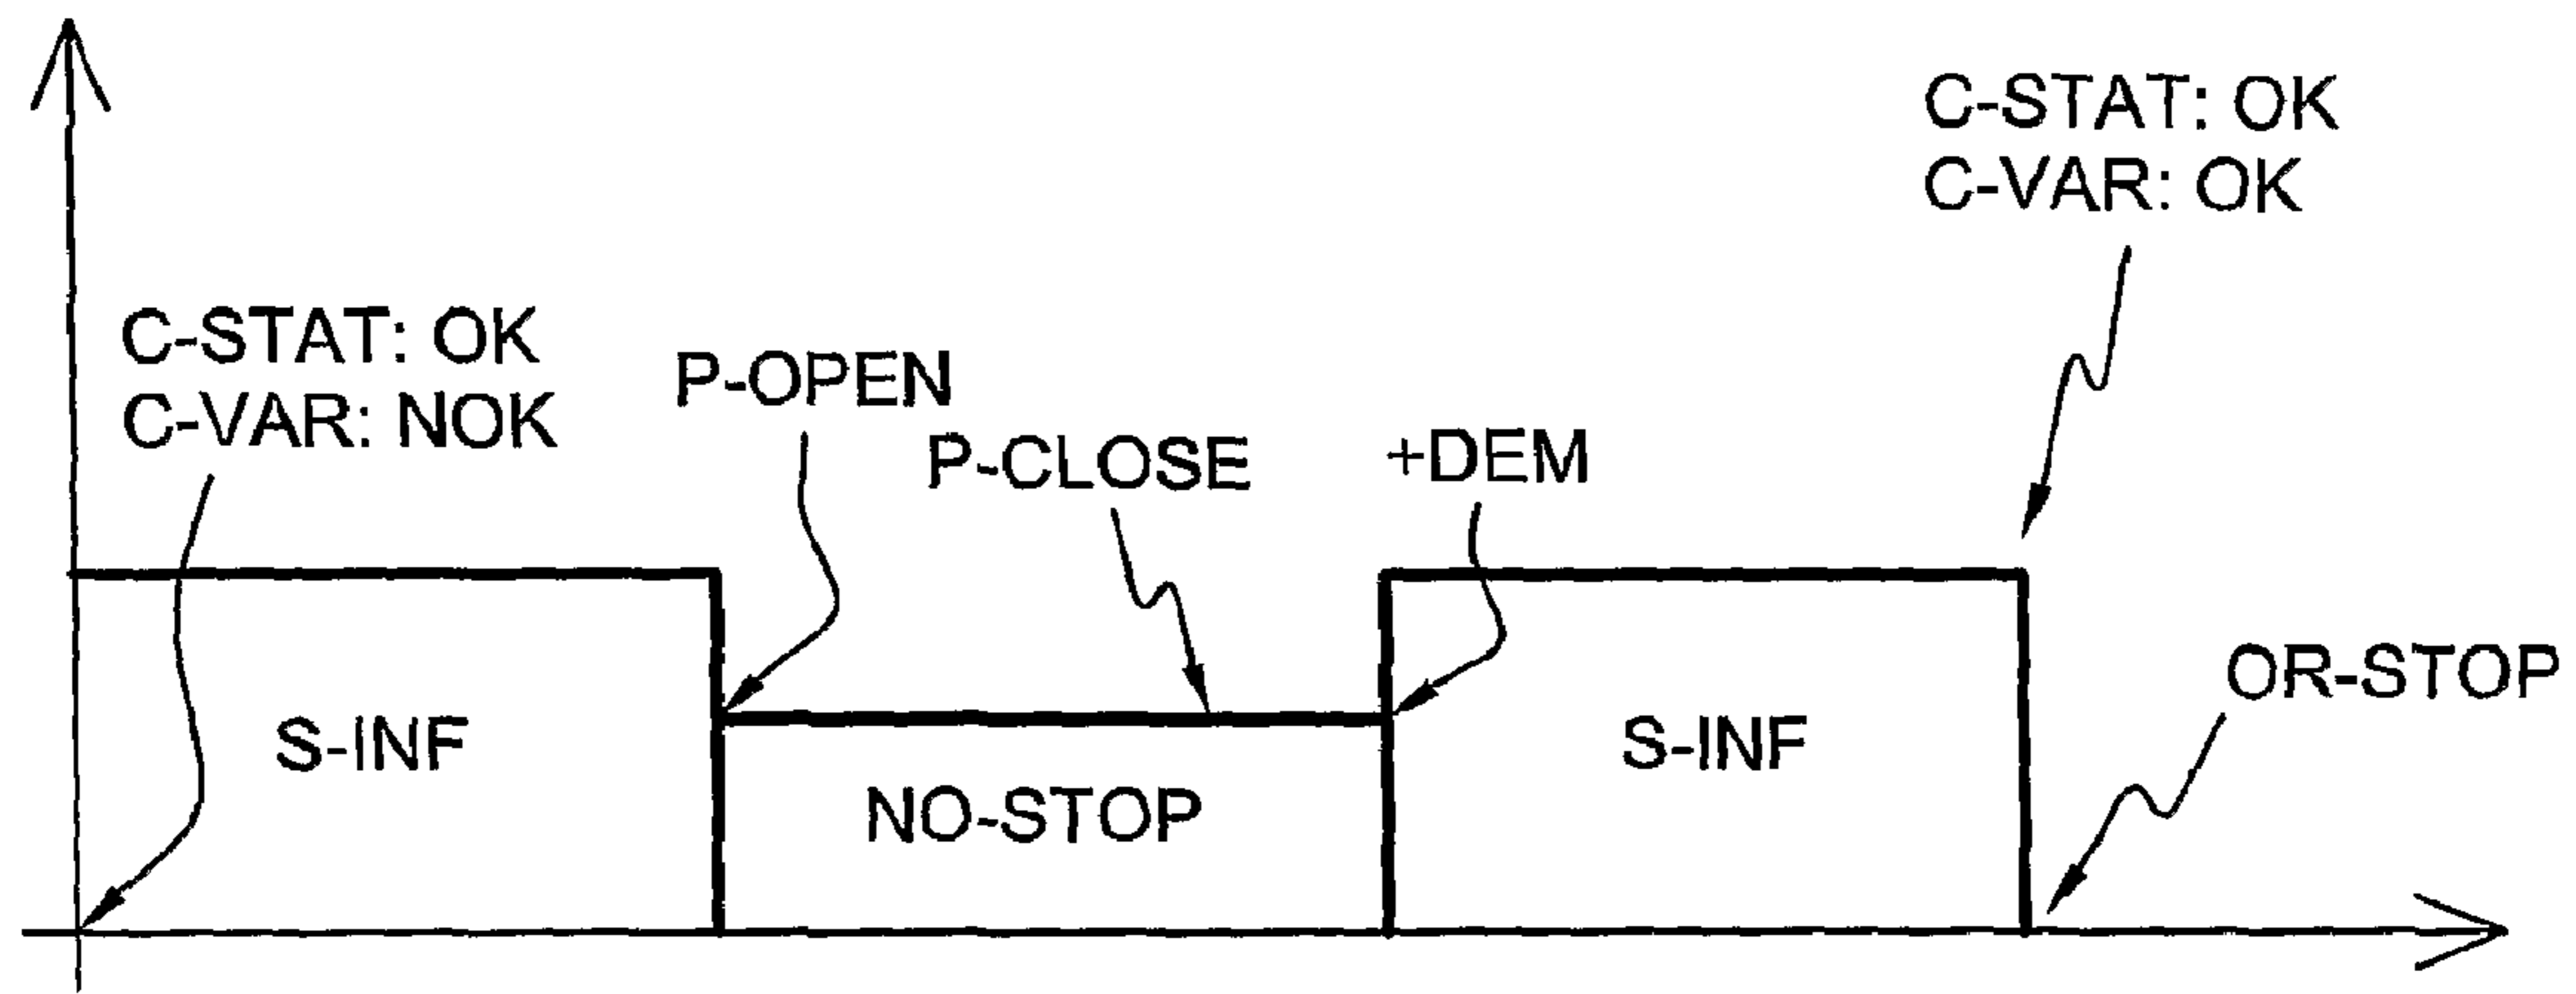 C-STAT: OK
C-VAR: OK
C-STAT: OK
C-VAR: NOK
P-OPEN
P-CLOSE
+DEM
OR-STOP
S-INF
NO-STOP
S-INF